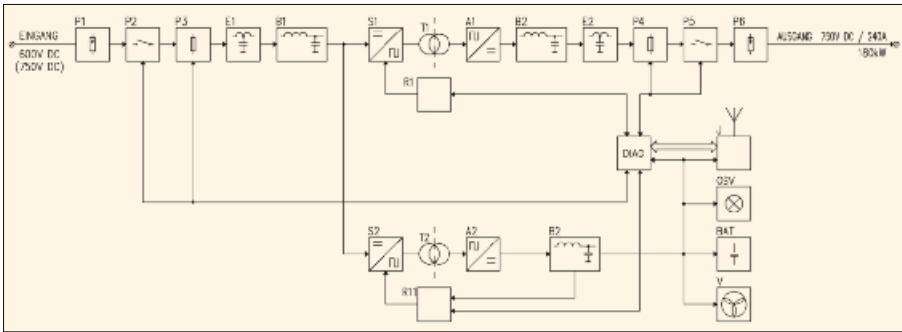 P1 P2 P3 E1 B1 S1 T1 A1 B2 E2 P4 P5 P6
EINGANG
600V DC
(750V DC)
AUSGANG 750V DC / 240A
180kW
R1
DIAG
J
OSV
S2 T2 A2 B2 BAT
R11
V